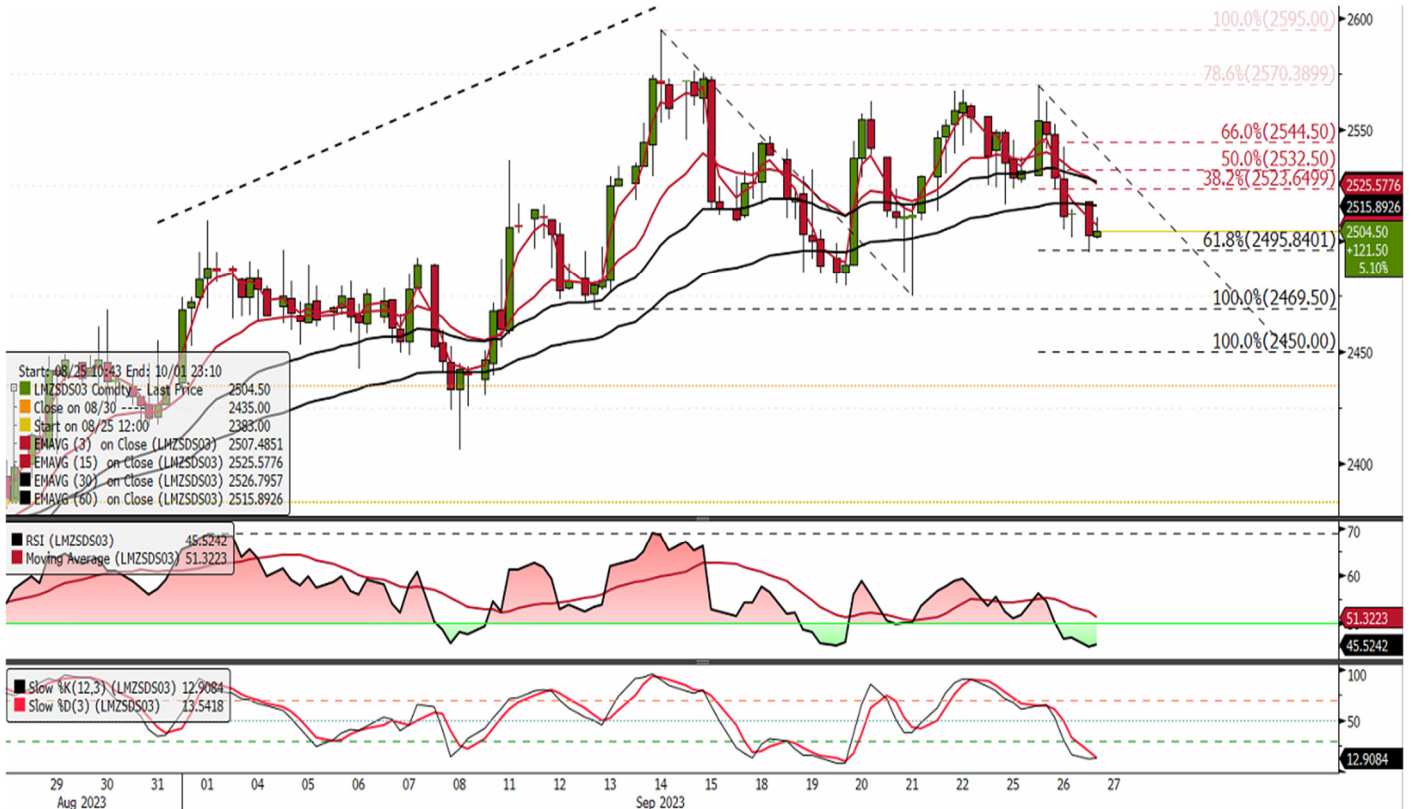 2600
100.0%(2595.00)
78.6%(2570.3899)
2550
66.0%(2544.50)
50.0%(2532.50)
38.2%(2523.6499)
2525.5776
2515.8926
2504.50
+121.50
5.10%
61.8%(2495.8401)
100.0%(2469.50)
100.0%(2450.00)
2450
2400
Start: 08/25 10:43 End: 10/01 23:10
LMZSDS03 Comdty - Last Price 2504.50
Close on 08/30 ---- 2435.00
Start on 08/25 12:00 2383.00
EMAVG (3) on Close (LMZSDS03) 2507.4851
EMAVG (15) on Close (LMZSDS03) 2525.5776
EMAVG (30) on Close (LMZSDS03) 2526.7957
EMAVG (60) on Close (LMZSDS03) 2515.8926
RSI (LMZSDS03) 45.5242
Moving Average (LMZSDS03) 51.3223
70
60
51.3223
45.5242
Slow %K(12,3) (LMZSDS03) 12.9084
Slow %D(3) (LMZSDS03) 13.5418
100
50
12.9084
29 30 31 01 04 05 06 07 08 11 12 13 14 15 18 19 20 21 22 25 26 27
Aug 2023 Sep 2023